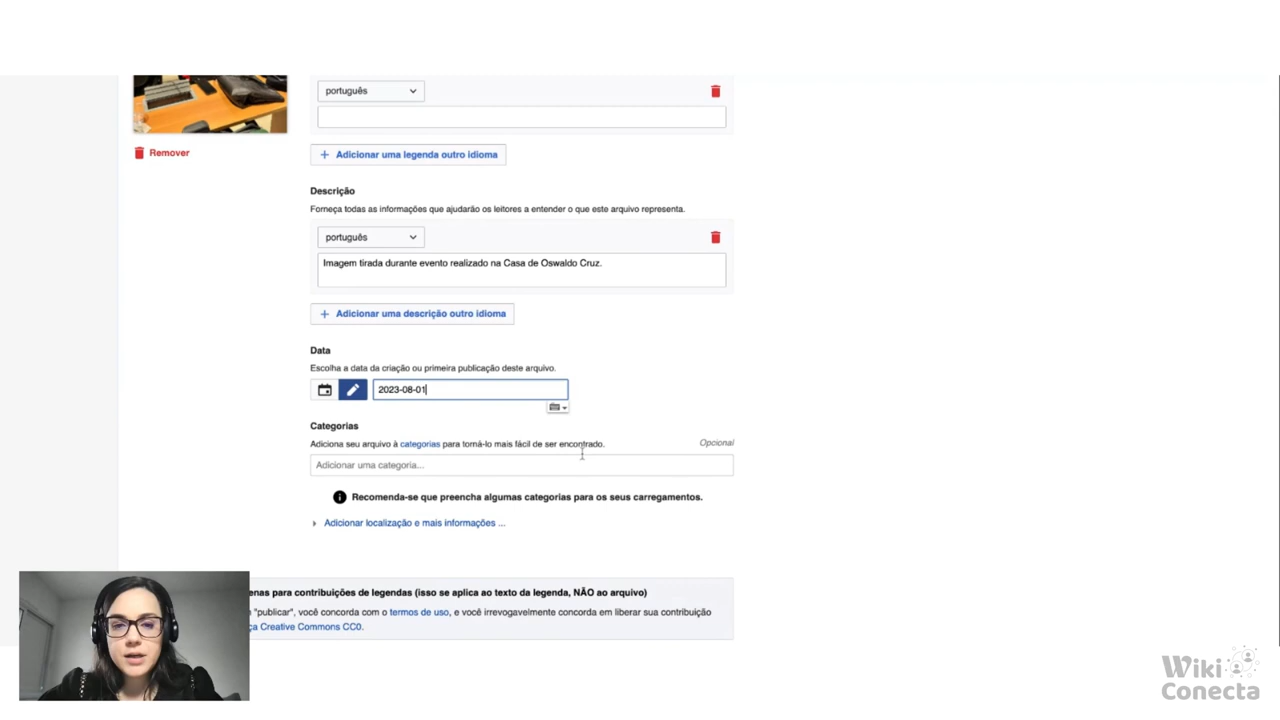 português
Remover
+ Adicionar uma legenda outro idioma
Descrição
Forneça todas as informações que ajudarão os leitores a entender o que este arquivo representa.
português
Imagem tirada durante evento realizado na Casa de Oswaldo Cruz.
+ Adicionar uma descrição outro idioma
Data
Escolha a data da criação ou primeira publicação deste arquivo.
2023-08-01
Categorias
Adiciona seu arquivo à categorias para torná-lo mais fácil de ser encontrado. Opcional
Adicionar uma categoria...
Recomenda-se que preencha algumas categorias para os seus carregamentos.
Adicionar localização e mais informações ...
para contribuições de legendas (isso se aplica ao texto da legenda, NÃO ao arquivo)
"publicar", você concorda com o termos de uso, e você irrevogavelmente concorda em liberar sua contribuição
Creative Commons CC0.
Wiki
Conecta